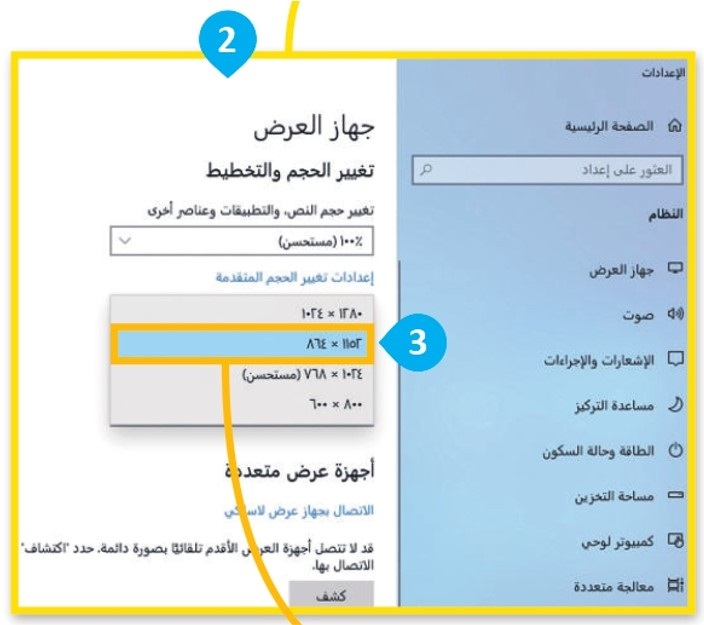 2
الإعدادات
الصفحة الرئيسية
العثور على إعداد
النظام
جهاز العرض
صوت
الإشعارات والإجراءات
مساعدة التركيز
الطاقة وحالة السكون
مساحة التخزين
كمبيوتر لوحي
معالجة متعددة
جهاز العرض
تغيير الحجم والتخطيط
تغيير حجم النص، والتطبيقات وعناصر أخرى
١٠٠٪ (مستحسن)
إعدادات تغيير الحجم المتقدمة
١٢٨٠ × ١٠٢٤
١١٥٢ × ٨٦٤
3
١٠٢٤ × ٧٦٨ (مستحسن)
٨٠٠ × ٦٠٠
أجهزة عرض متعددة
الاتصال بجهاز عرض لاسلكي
قد لا تتصل أجهزة العرض الأقدم تلقائيًا بصورة دائمة. حدد "اكتشاف"
الاتصال بها.
كشف